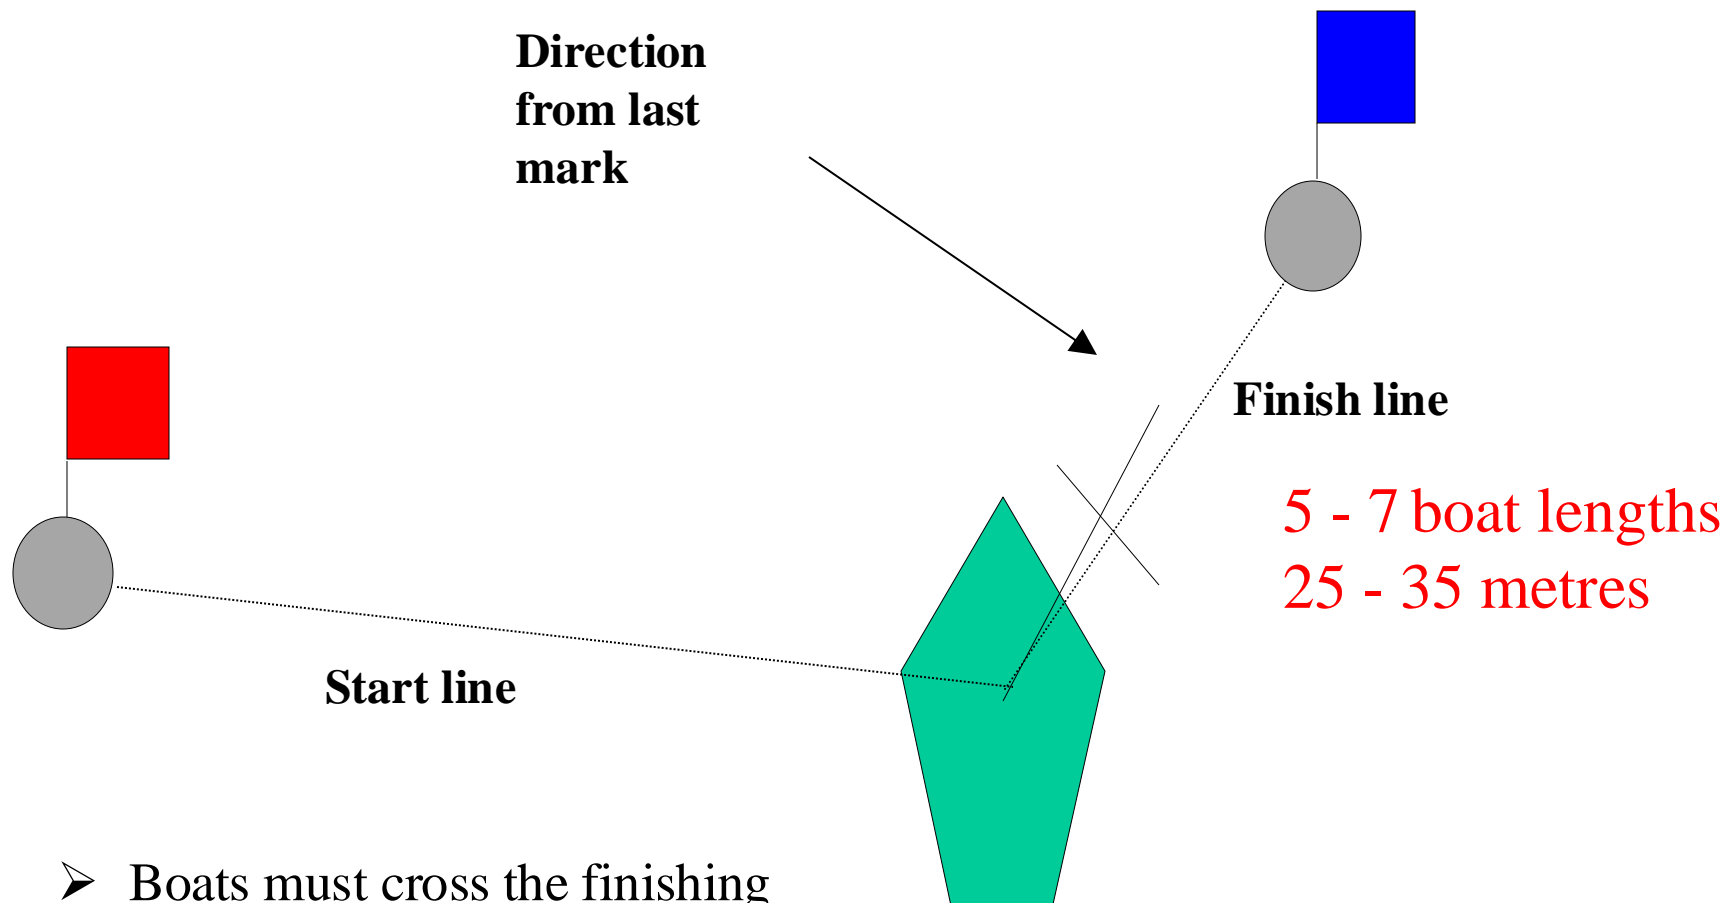 Direction
from last
mark
Finish line
5 - 7 boat lengths
25 - 35 metres
Start line
Boats must cross the finishing